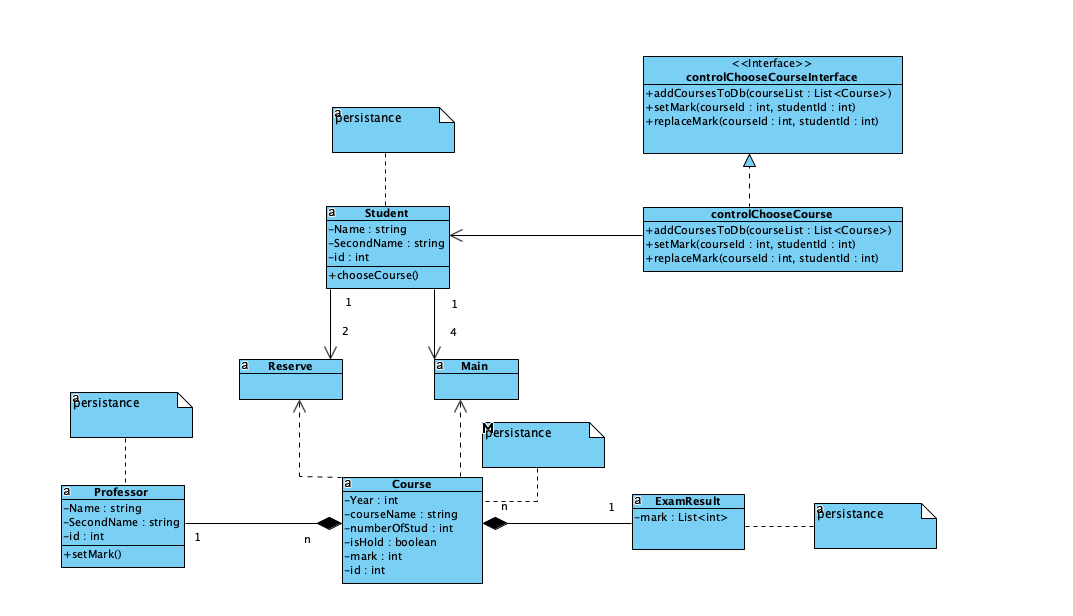 <<Interface>>
controlChooseCourseInterface
+addCoursesToDb(courseList : List<Course>)
+setMark(courseId : int, studentId : int)
+replaceMark(courseId : int, studentId : int)
a
persistance
a Student
-Name : string
-SecondName : string
-id : int
+chooseCourse()
controlChooseCourse
+addCoursesToDb(courseList : List<Course>)
+setMark(courseId : int, studentId : int)
+replaceMark(courseId : int, studentId : int)
1
2
1
4
a Reserve
a Main
a
persistance
M
persistance
a Professor
-Name : string
-SecondName : string
-id : int
+setMark()
1
n
a Course
-Year : int
-courseName : string
-numberOfStud : int
-isHold : boolean
-mark : int
-id : int
n
1
a ExamResult
-mark : List<int>
a
persistance